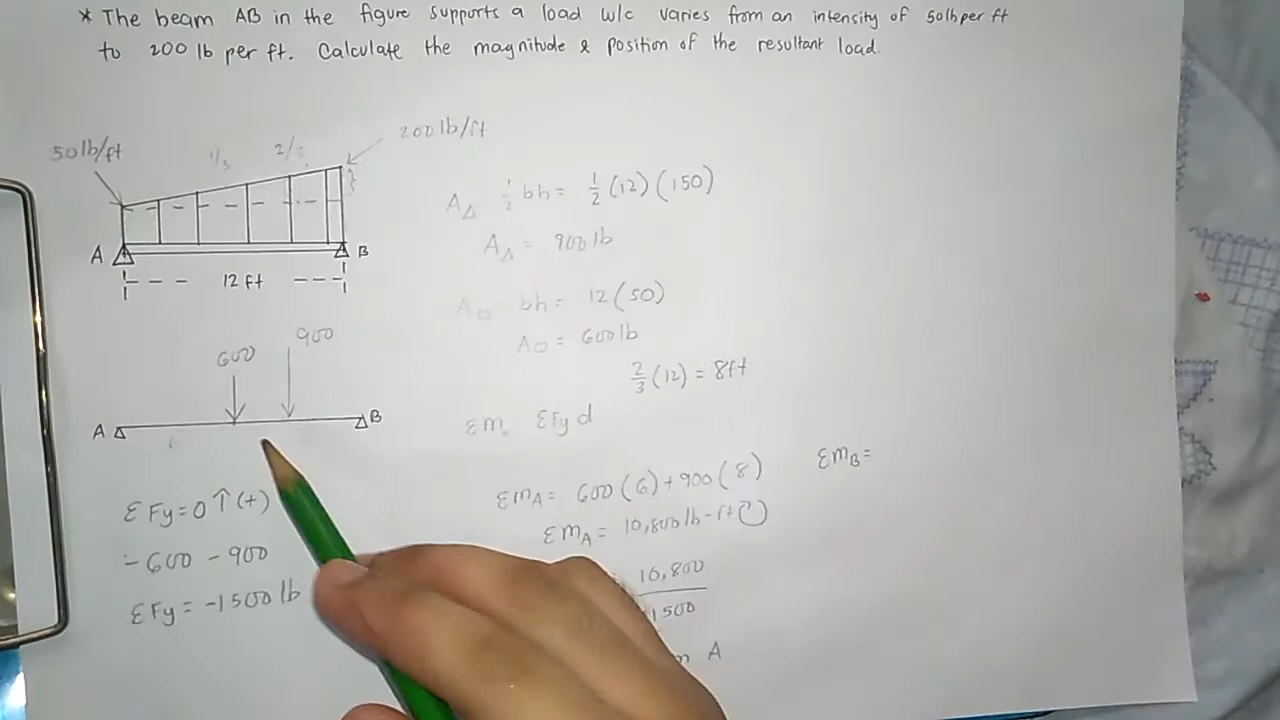 * The beam AB in the figure supports a load w/c varies from an intensity of 50lb per ft
to 200 lb per ft. Calculate the magnitude & position of the resultant load.
50lb/ft
1/3
2/3
200 lb/ft
A
B
12 ft
A△ 1/2 bh = 1/2 (12)(150)
A△ = 900 lb
A□ bh = 12 (50)
A□ = 600 lb
2/3 (12) = 8ft
600
900
A
B
ΣM ΣFy d
ΣFy = 0 ↑ (+)
-600 - 900
ΣFy = -1500 lb
ΣMA = 600 (6) + 900 (8)
ΣMA = 10,800 lb-ft ↻
10,800
1500
A
ΣMB =